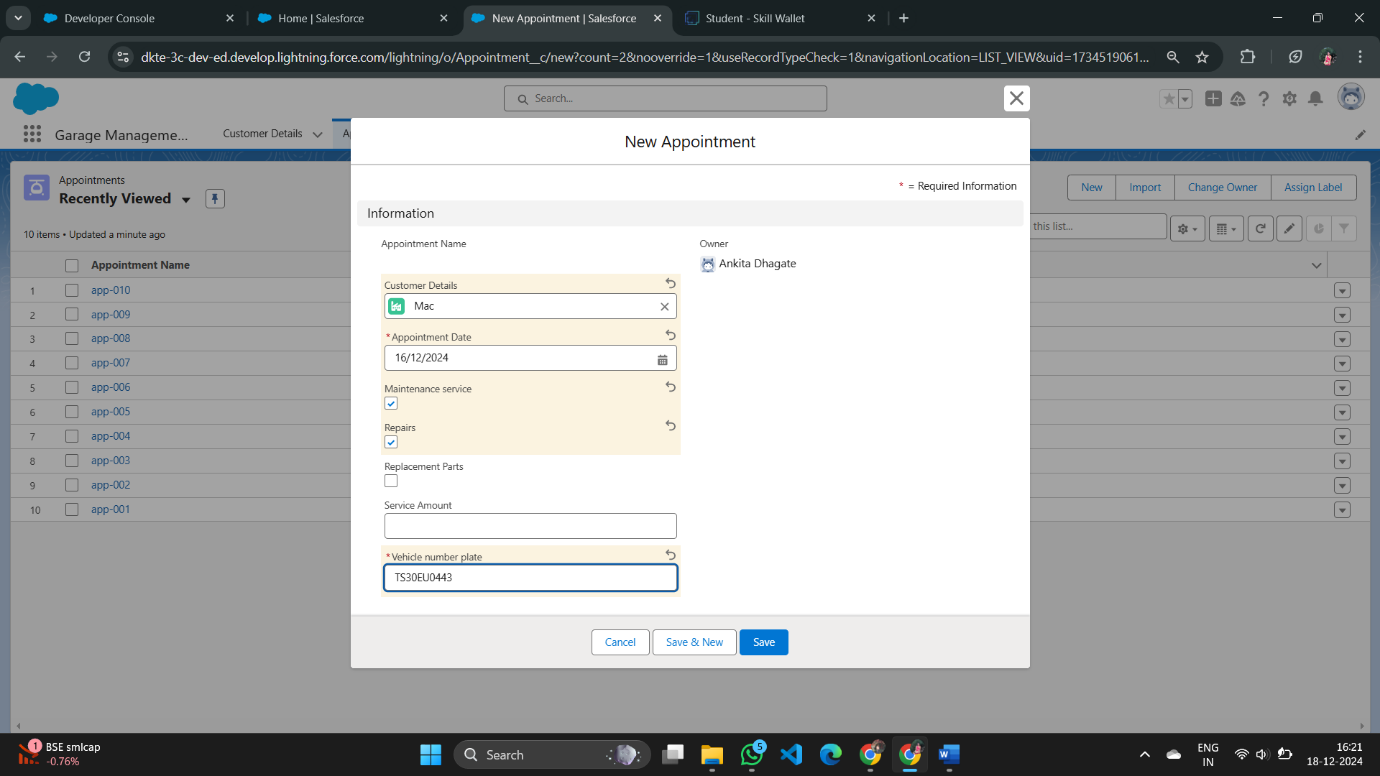 Developer Console
Home | Salesforce
New Appointment | Salesforce
Student - Skill Wallet
dkte-3c-dev-ed.develop.lightning.force.com/lightning/o/Appointment__c/new?count=2&nooverride=1&useRecordTypeCheck=1&navigationLocation=LIST_VIEW&uid=1734519061...
Search...
Garage Manageme...
Customer Details
New Appointment
* = Required Information
Appointments
Recently Viewed
New
Import
Change Owner
Assign Label
10 items • Updated a minute ago
this list...
Information
Appointment Name
1 app-010
2 app-009
3 app-008
4 app-007
5 app-006
6 app-005
7 app-004
8 app-003
9 app-002
10 app-001
Appointment Name
Owner
Ankita Dhagate
Customer Details
Mac
*Appointment Date
16/12/2024
Maintenance service
Repairs
Replacement Parts
Service Amount
*Vehicle number plate
TS30EU0443
Cancel
Save & New
Save
1
BSE smlcap
-0.76%
Search
5
ENG
IN
16:21
18-12-2024